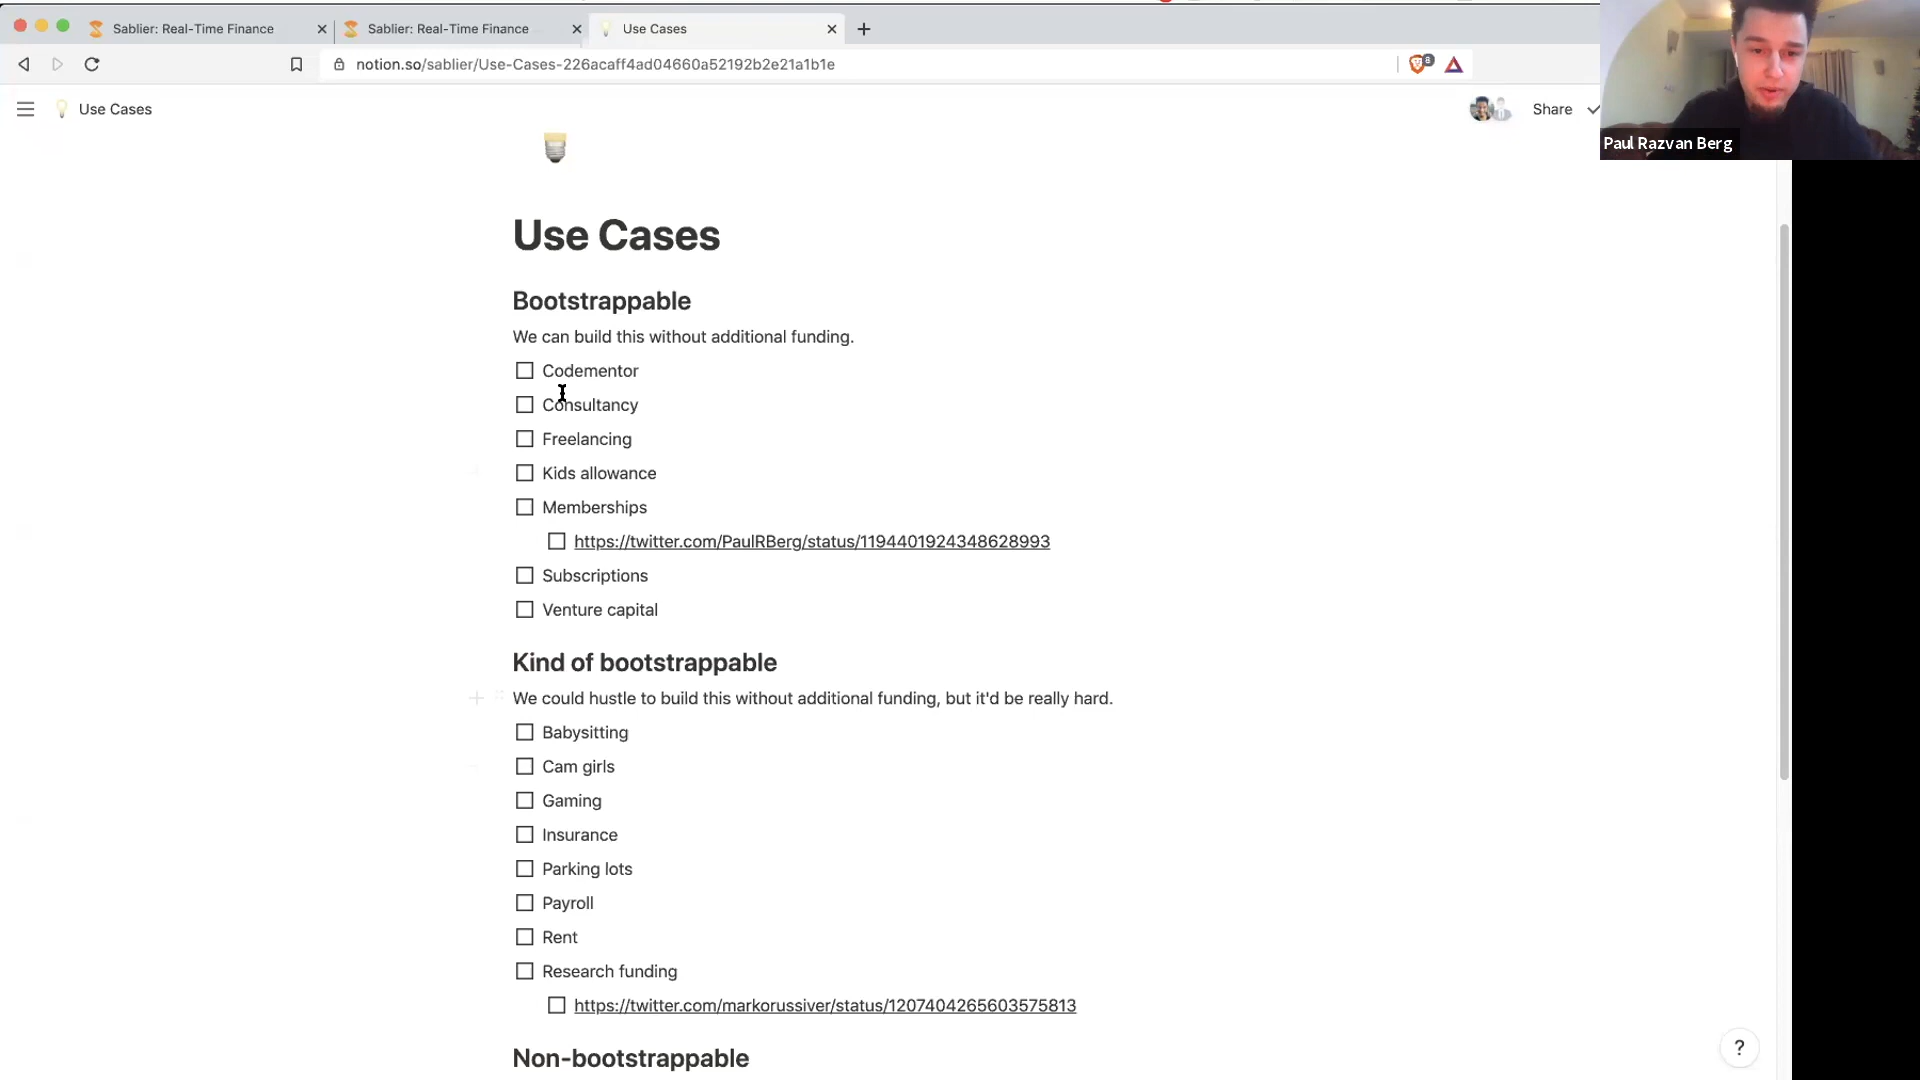 Sablier: Real-Time Finance
Sablier: Real-Time Finance
Use Cases
notion.so/sablier/Use-Cases-226acaff4ad04660a52192b2e21a1b1e
8
Use Cases
Share
Paul Razvan Berg
Use Cases
Bootstrappable
We can build this without additional funding.
Codementor
Consultancy
Freelancing
Kids allowance
Memberships
https://twitter.com/PaulRBerg/status/1194401924348628993
Subscriptions
Venture capital
Kind of bootstrappable
We could hustle to build this without additional funding, but it'd be really hard.
Babysitting
Cam girls
Gaming
Insurance
Parking lots
Payroll
Rent
Research funding
https://twitter.com/markorussiver/status/1207404265603575813
Non-bootstrappable
?